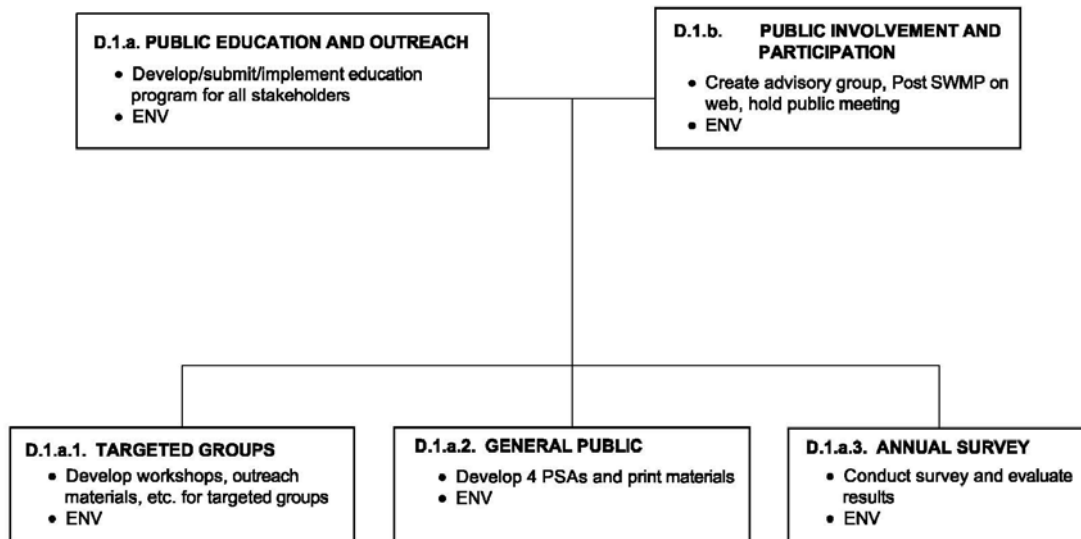 D.1.a. PUBLIC EDUCATION AND OUTREACH
• Develop/submit/implement education
program for all stakeholders
• ENV
D.1.b. PUBLIC INVOLVEMENT AND
PARTICIPATION
• Create advisory group, Post SWMP on
web, hold public meeting
• ENV
D.1.a.1. TARGETED GROUPS
• Develop workshops, outreach
materials, etc. for targeted groups
• ENV
D.1.a.2. GENERAL PUBLIC
• Develop 4 PSAs and print materials
• ENV
D.1.a.3. ANNUAL SURVEY
• Conduct survey and evaluate
results
• ENV